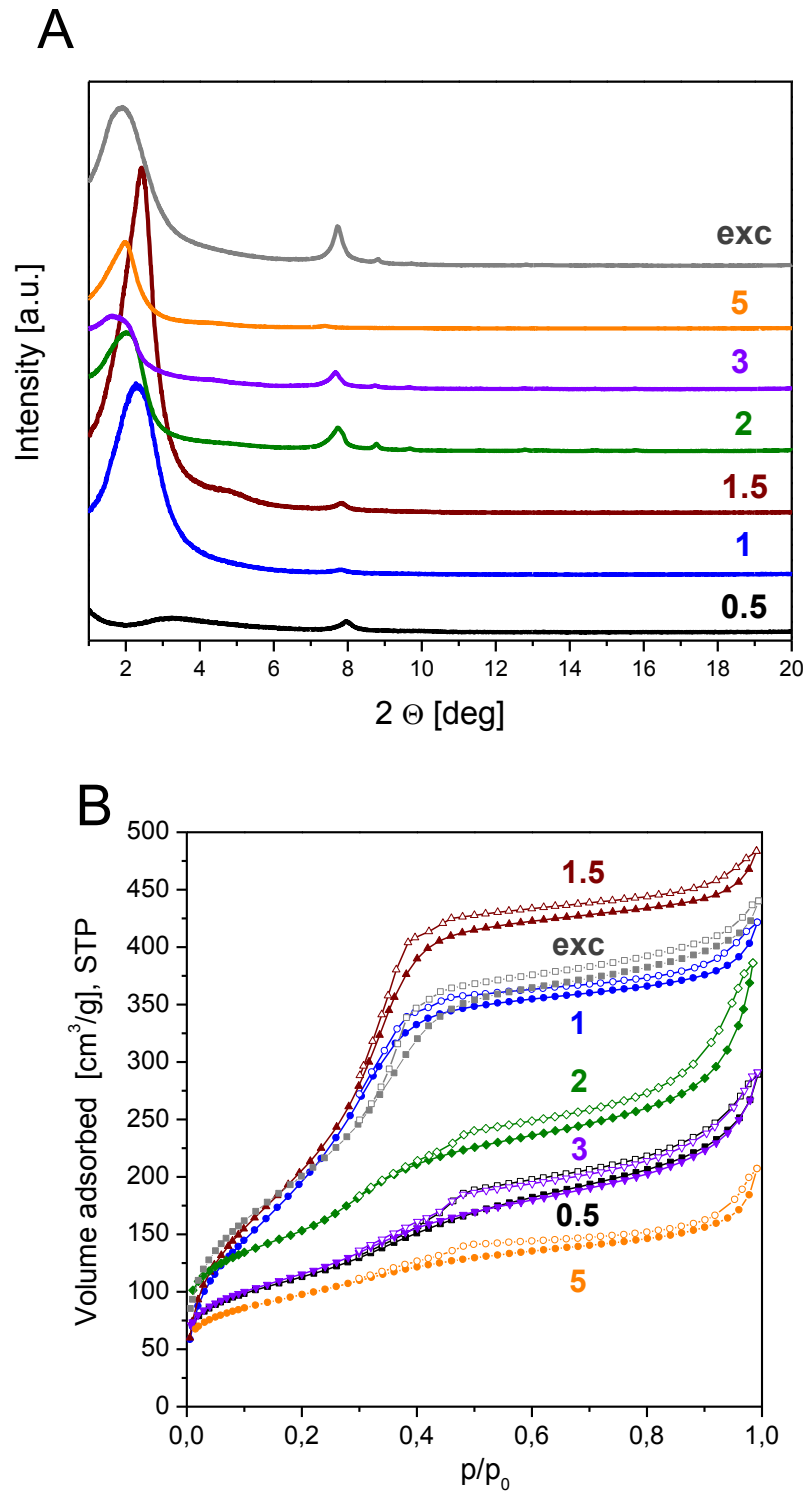 A
Intensity [a.u.]
exc
5
3
2
1.5
1
0.5
2 4 6 8 10 12 14 16 18 20
2 Θ [deg]
B
Volume adsorbed [cm³/g], STP
500
450
400
350
300
250
200
150
100
50
0
1.5
exc
1
2
3
0.5
5
0,0 0,2 0,4 0,6 0,8 1,0
p/p₀